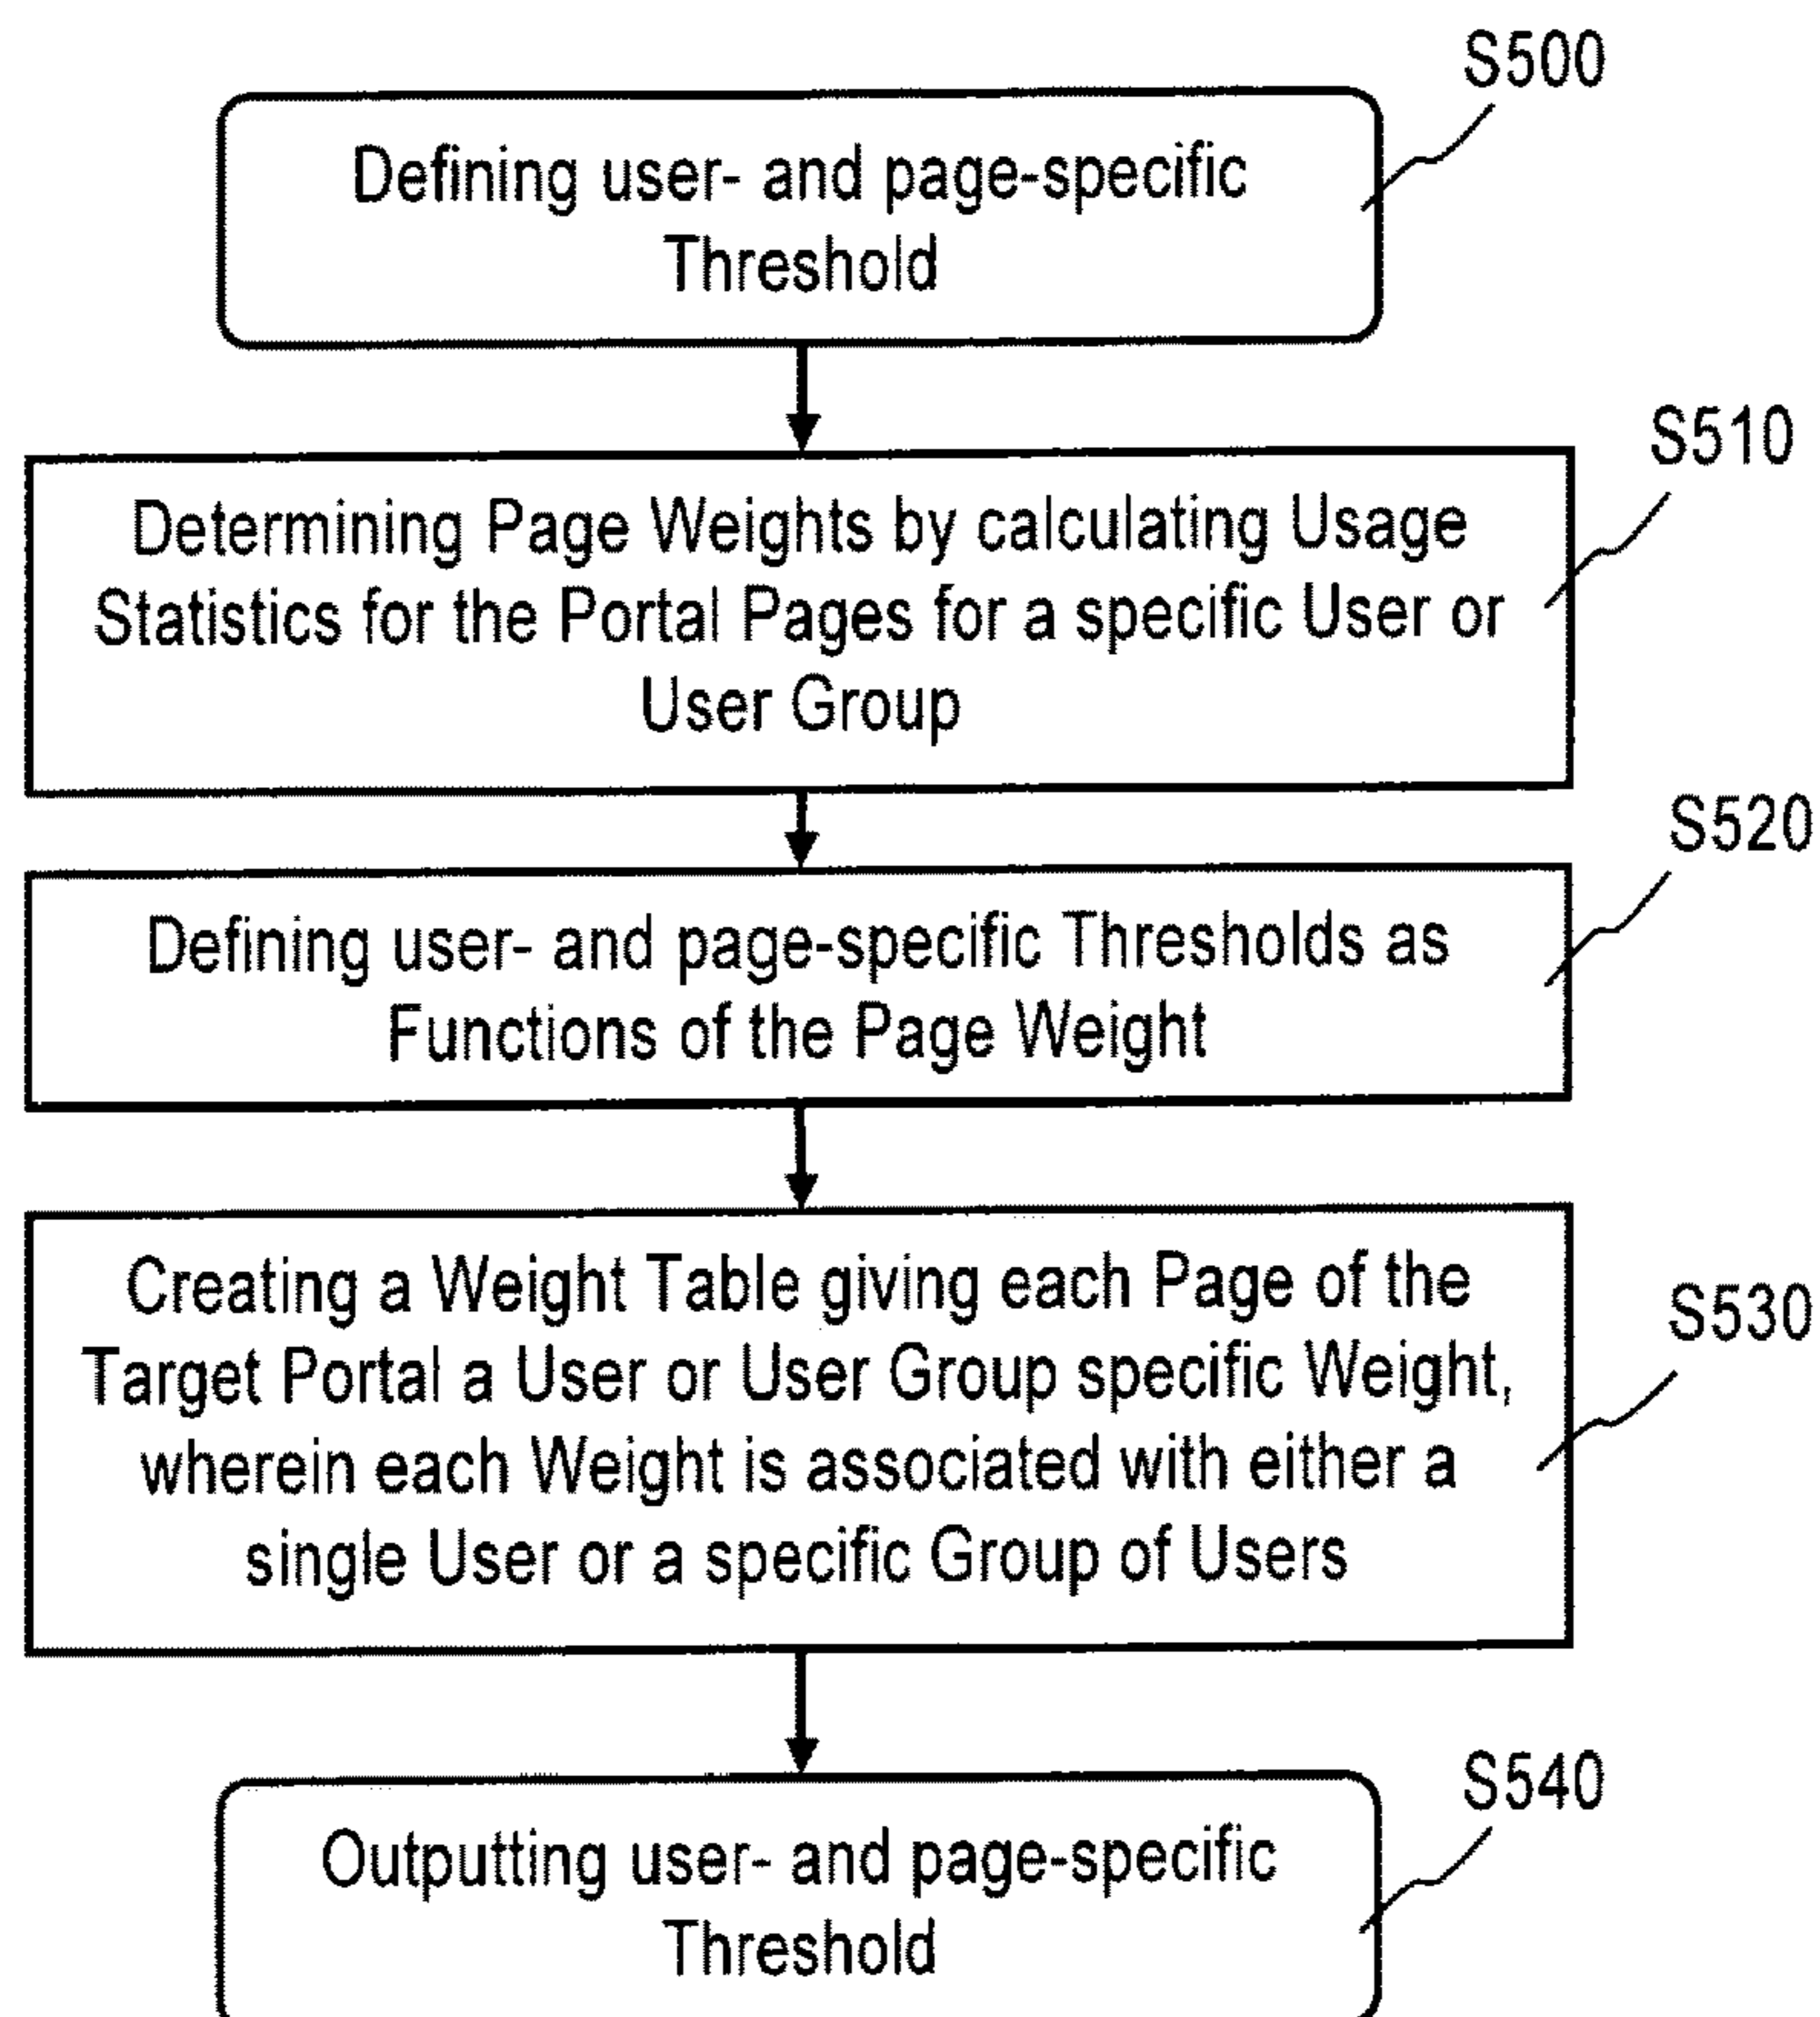 S500
Defining user- and page-specific
Threshold
S510
Determining Page Weights by calculating Usage
Statistics for the Portal Pages for a specific User or
User Group
S520
Defining user- and page-specific Thresholds as
Functions of the Page Weight
S530
Creating a Weight Table giving each Page of the
Target Portal a User or User Group specific Weight,
wherein each Weight is associated with either a
single User or a specific Group of Users
S540
Outputting user- and page-specific
Threshold